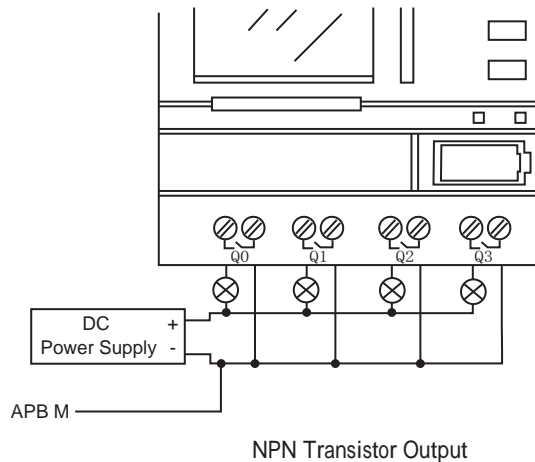 Q0 Q1 Q2 Q3
DC +
Power Supply -
APB M
NPN Transistor Output